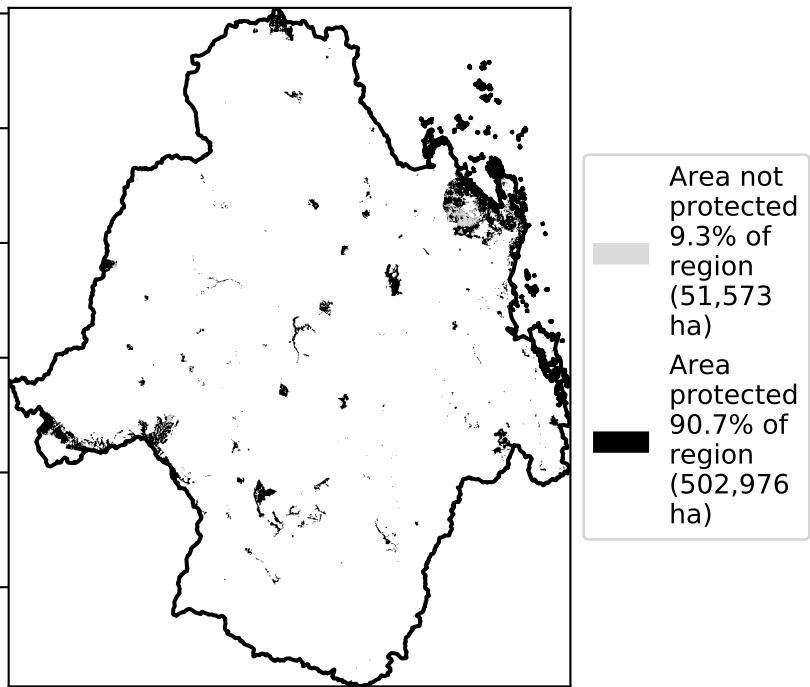 Area not
protected
9.3% of
region
(51,573
ha)
Area
protected
90.7% of
region
(502,976
ha)